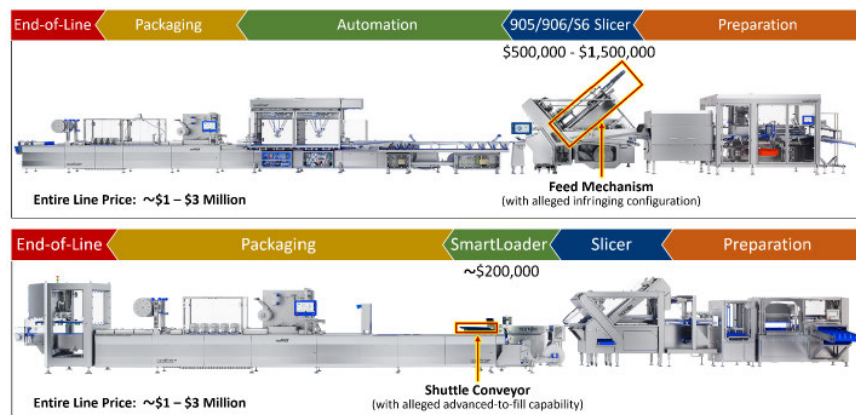 End-of-Line Packaging Automation 905/906/S6 Slicer Preparation
$500,000 - $1,500,000
Feed Mechanism
(with alleged infringing configuration)
Entire Line Price: ~$1 – $3 Million
End-of-Line Packaging SmartLoader Slicer Preparation
~$200,000
Shuttle Conveyor
(with alleged advanced-to-fill capability)
Entire Line Price: ~$1 – $3 Million